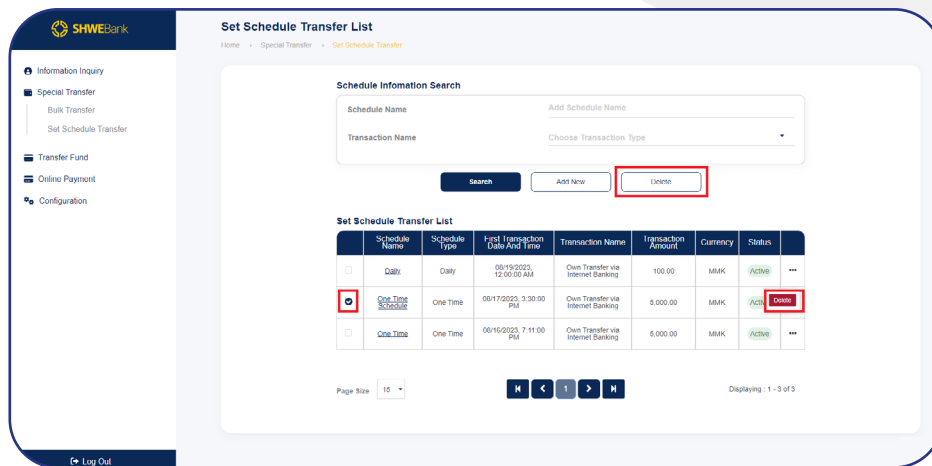 SHWEBank
Set Schedule Transfer List
Home › Special Transfer › Set Schedule Transfer
Information Inquiry
Special Transfer
Bulk Transfer
Set Schedule Transfer
Transfer Fund
Online Payment
Configuration
Schedule Infomation Search
Schedule Name Add Schedule Name
Transaction Name Choose Transaction Type
Search Add New Delete
Set Schedule Transfer List
Schedule Name Schedule Type First Transaction Date And Time Transaction Name Transaction Amount Currency Status
Daily Daily 08/19/2023, 12:00:00 AM Own Transfer via Internet Banking 100.00 MMK Active
One Time Schedule One Time 08/17/2023, 3:30:00 PM Own Transfer via Internet Banking 5,000.00 MMK Delete
One Time One Time 08/16/2023, 7:11:00 PM Own Transfer via Internet Banking 5,000.00 MMK Active
Page Size 15 1 Displaying : 1 - 3 of 3
Log Out